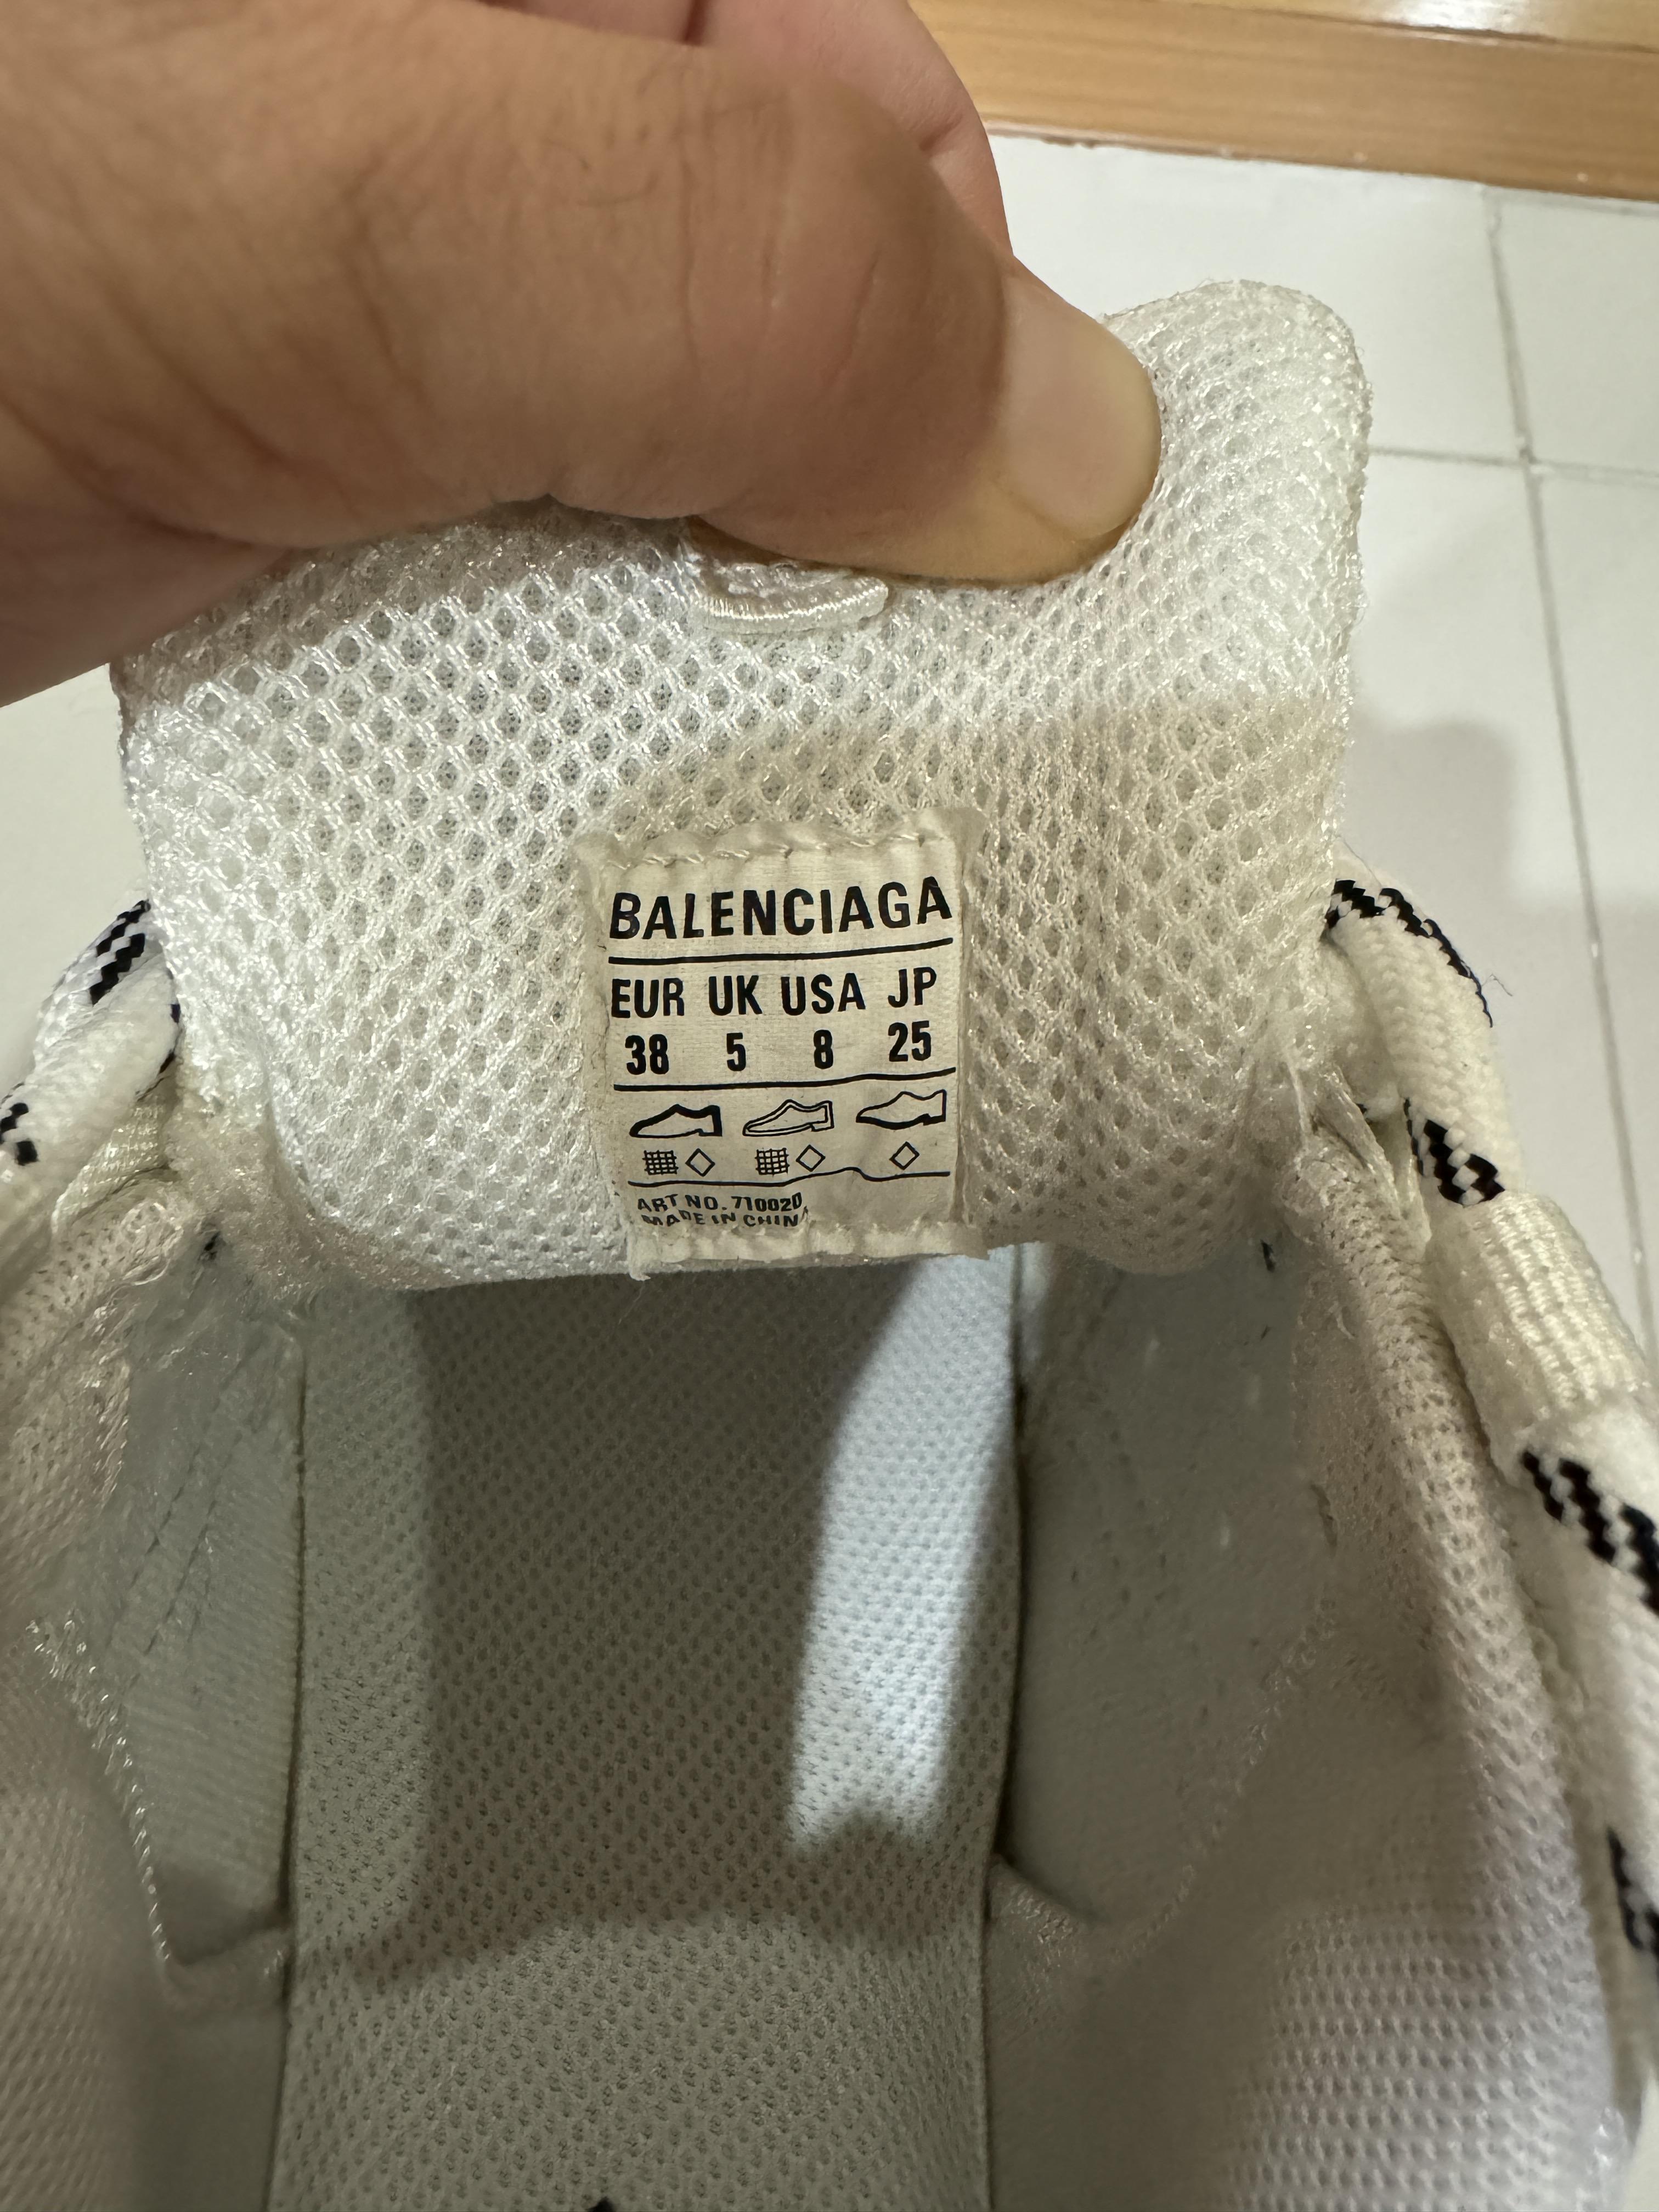 BALENCIAGA
EUR UK USA JP
38 5 8 25
ART NO. 710020
MADE IN CHINA